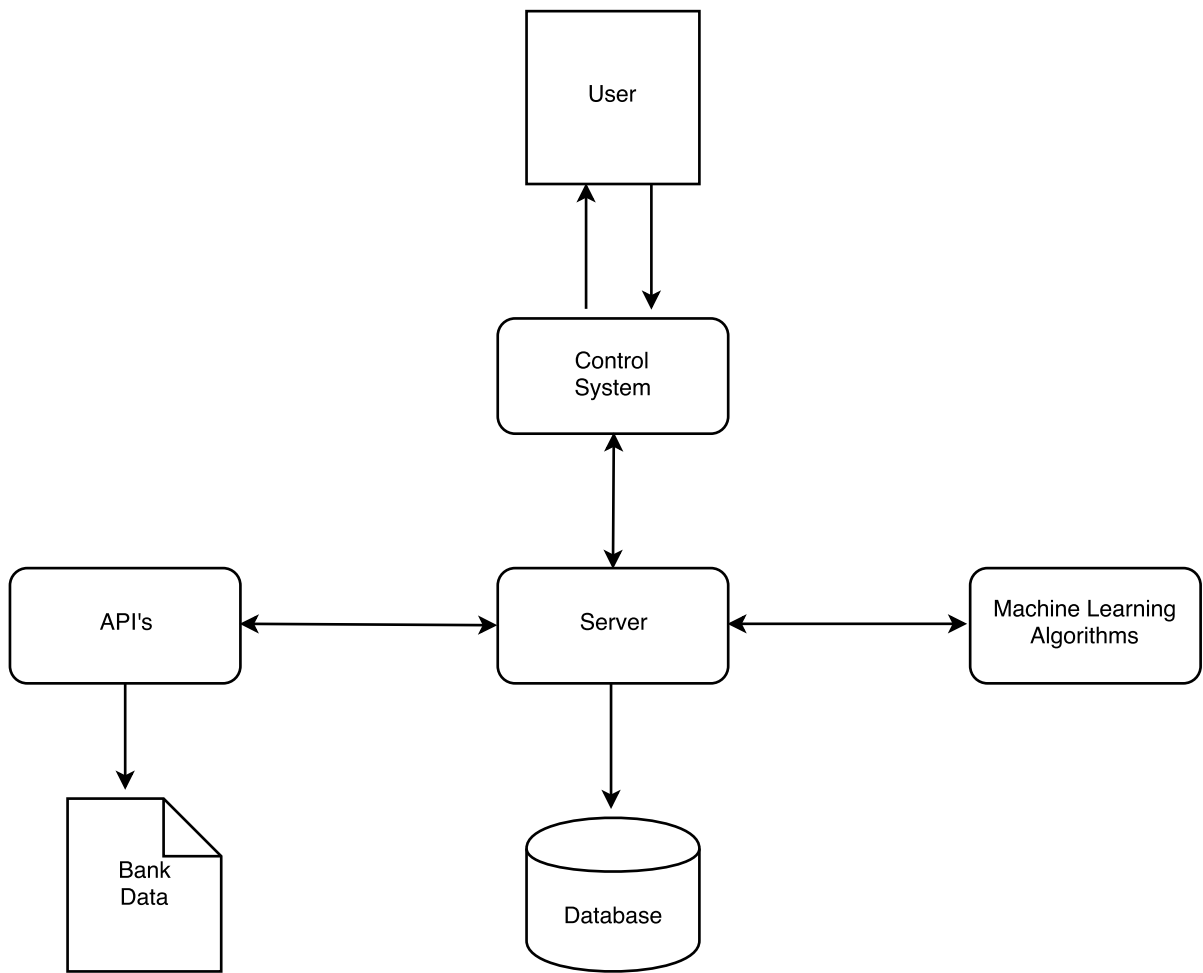 User
Control
System
API's
Server
Machine Learning
Algorithms
Bank
Data
Database